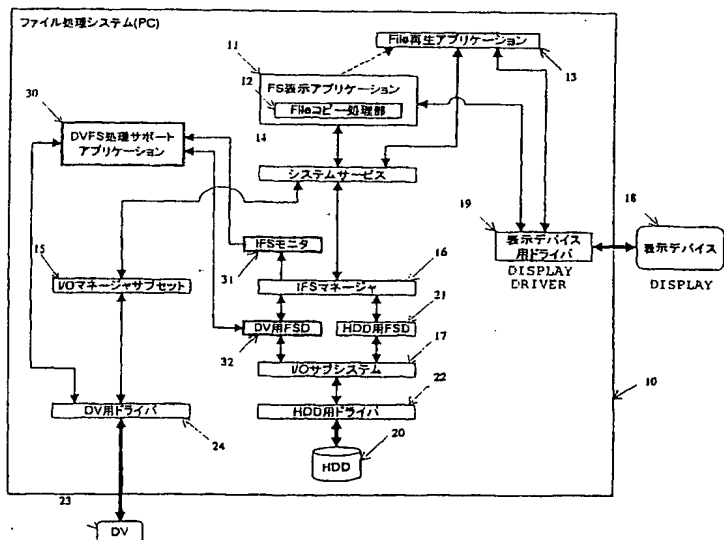 ファイル処理システム(PC)
File再生アプリケーション
11
13
12
FS表示アプリケーション
Fileコピー処理部
30
14
DVFS処理サポート
アプリケーション
システムサービス
19
18
表示デバイス
用ドライバ
表示デバイス
DISPLAY
DRIVER
DISPLAY
15
IFSモニタ
31
16
I/Oマネージャサブセット
IFSマネージャ
21
DV用FSD
HDD用FSD
32
17
I/Oサブシステム
22
10
DV用ドライバ
HDD用ドライバ
24
20
HDD
23
DV